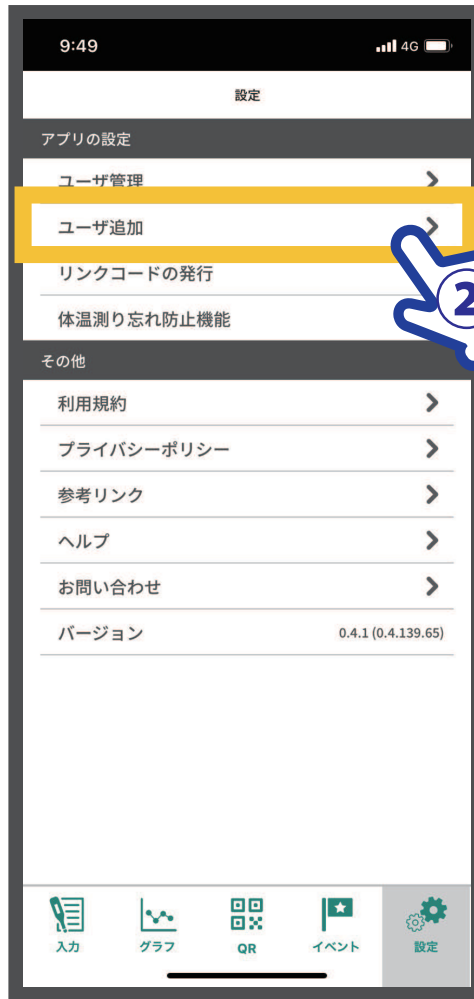 9:49 4G
設定
アプリの設定
ユーザ管理
ユーザ追加
リンクコードの発行
体温測り忘れ防止機能
②
その他
利用規約
プライバシーポリシー
参考リンク
ヘルプ
お問い合わせ
バージョン 0.4.1 (0.4.139.65)
入力 グラフ QR イベント 設定